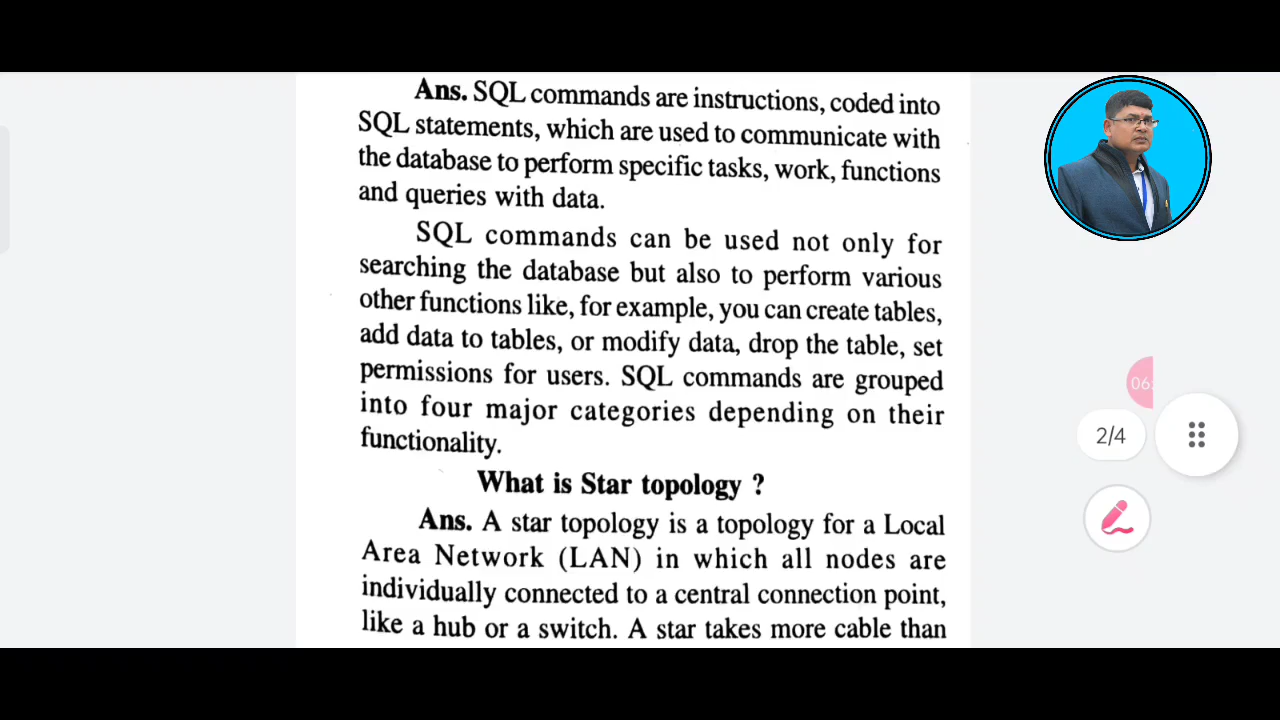 Ans. SQL commands are instructions, coded into
SQL statements, which are used to communicate with
the database to perform specific tasks, work, functions
and queries with data.
SQL commands can be used not only for
searching the database but also to perform various
other functions like, for example, you can create tables,
add data to tables, or modify data, drop the table, set
permissions for users. SQL commands are grouped
into four major categories depending on their
functionality.
What is Star topology ?
Ans. A star topology is a topology for a Local
Area Network (LAN) in which all nodes are
individually connected to a central connection point,
like a hub or a switch. A star takes more cable than
06
2/4